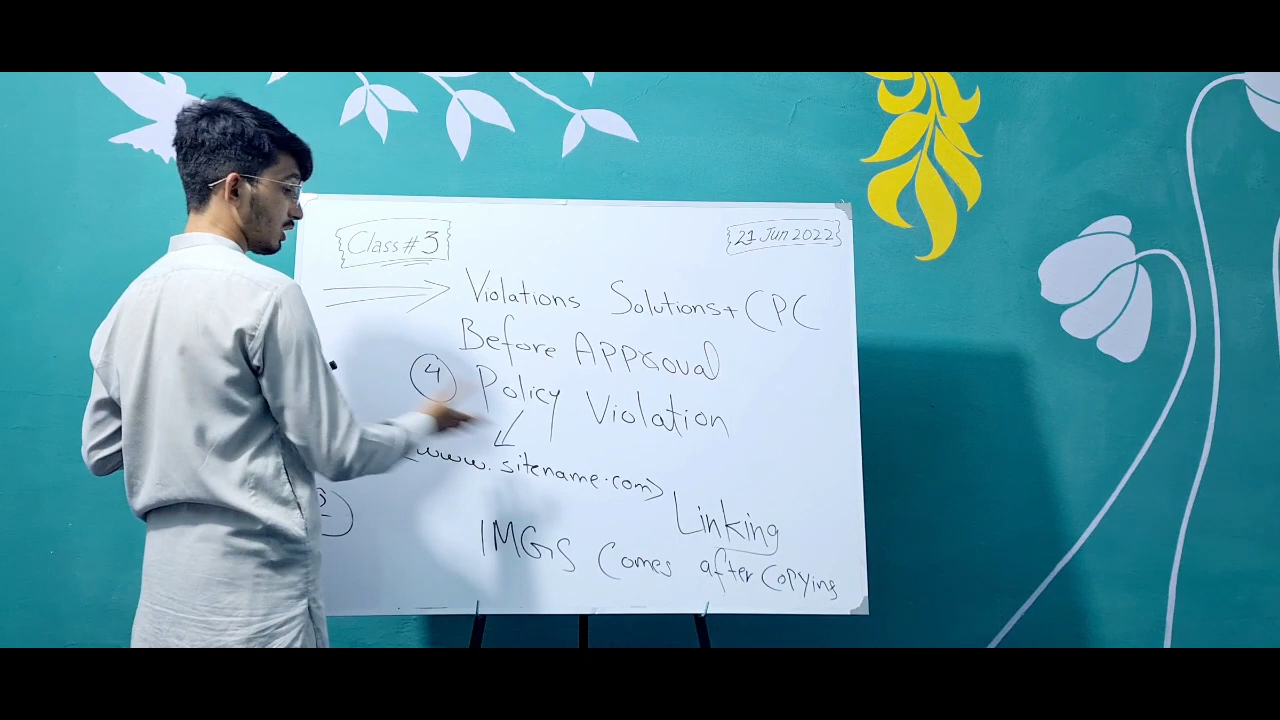 Class # 3
21 Jun 2022
Violations Solutions + CPC
Before Approval
4 Policy Violation
www.sitename.com
Linking
3
IMGS Comes after Copying